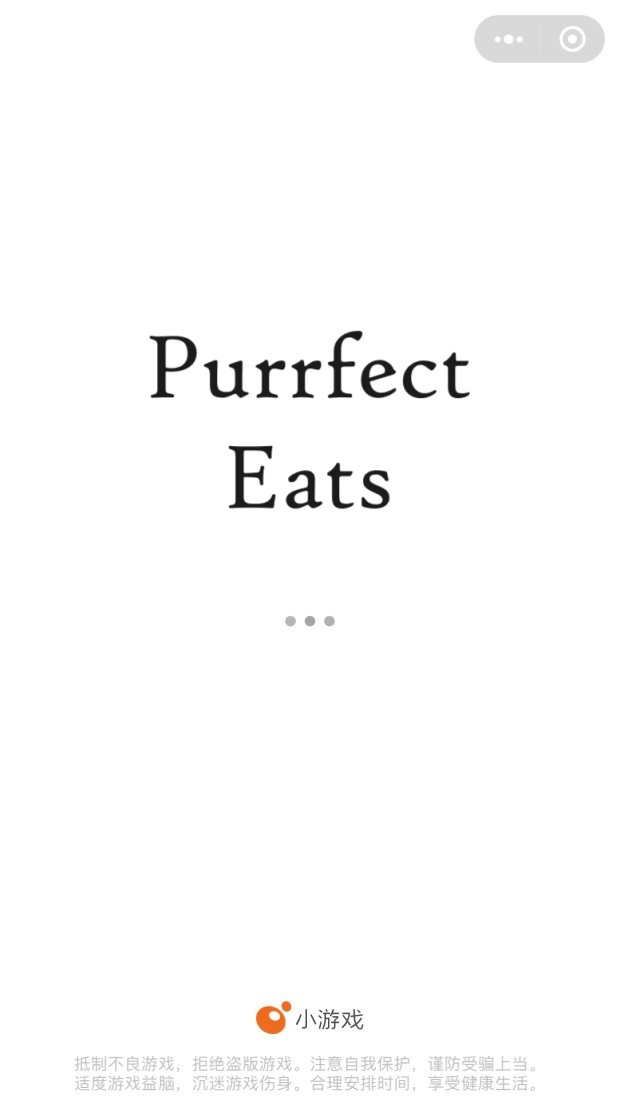 Purrfect
Eats
小游戏
抵制不良游戏，拒绝盗版游戏。注意自我保护，谨防受骗上当。
适度游戏益脑，沉迷游戏伤身。合理安排时间，享受健康生活。